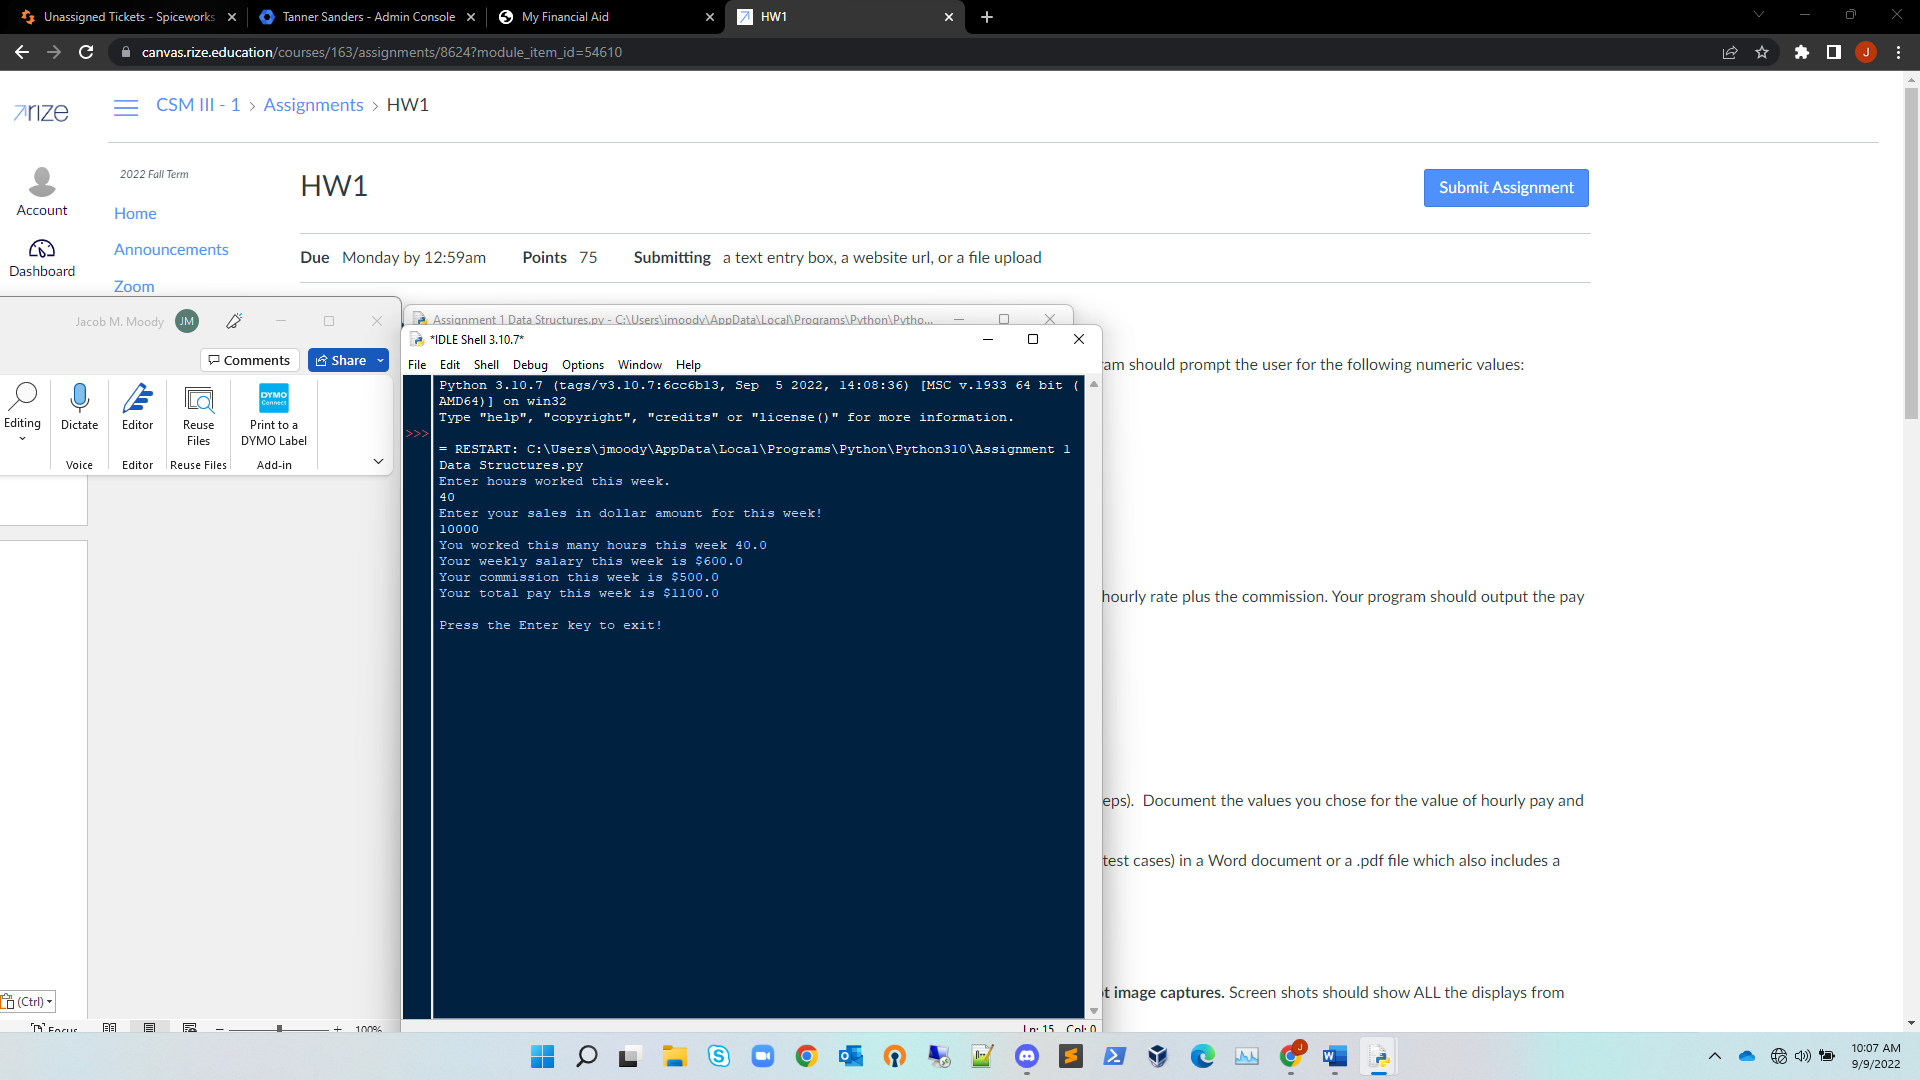 Unassigned Tickets - Spiceworks
Tanner Sanders - Admin Console
My Financial Aid
HW1
canvas.rize.education/courses/163/assignments/8624?module_item_id=54610
J
rize
CSM III - 1 › Assignments › HW1
2022 Fall Term
HW1
Submit Assignment
Account
Home
Announcements
Due Monday by 12:59am Points 75 Submitting a text entry box, a website url, or a file upload
Dashboard
Zoom
Jacob M. Moody JM
Assignment 1 Data Structures.py - C:\Users\jmoody\AppData\Local\Programs\Python\Pytho...
*IDLE Shell 3.10.7*
Comments Share
File Edit Shell Debug Options Window Help
ram should prompt the user for the following numeric values:
Python 3.10.7 (tags/v3.10.7:6cc6b13, Sep 5 2022, 14:08:36) [MSC v.1933 64 bit (
AMD64)] on win32
Type "help", "copyright", "credits" or "license()" for more information.
>>>
= RESTART: C:\Users\jmoody\AppData\Local\Programs\Python\Python310\Assignment 1
Data Structures.py
Enter hours worked this week.
40
Enter your sales in dollar amount for this week!
10000
You worked this many hours this week 40.0
Your weekly salary this week is $600.0
Your commission this week is $500.0
Your total pay this week is $1100.0
Press the Enter key to exit!
DYMO
Connect
Editing Dictate Editor Reuse Files Print to a DYMO Label
Voice Editor Reuse Files Add-in
hourly rate plus the commission. Your program should output the pay
eps). Document the values you chose for the value of hourly pay and
test cases) in a Word document or a .pdf file which also includes a
t image captures. Screen shots should show ALL the displays from
(Ctrl)
Focus
100%
Ln: 15 Col: 0
J
10:07 AM
9/9/2022